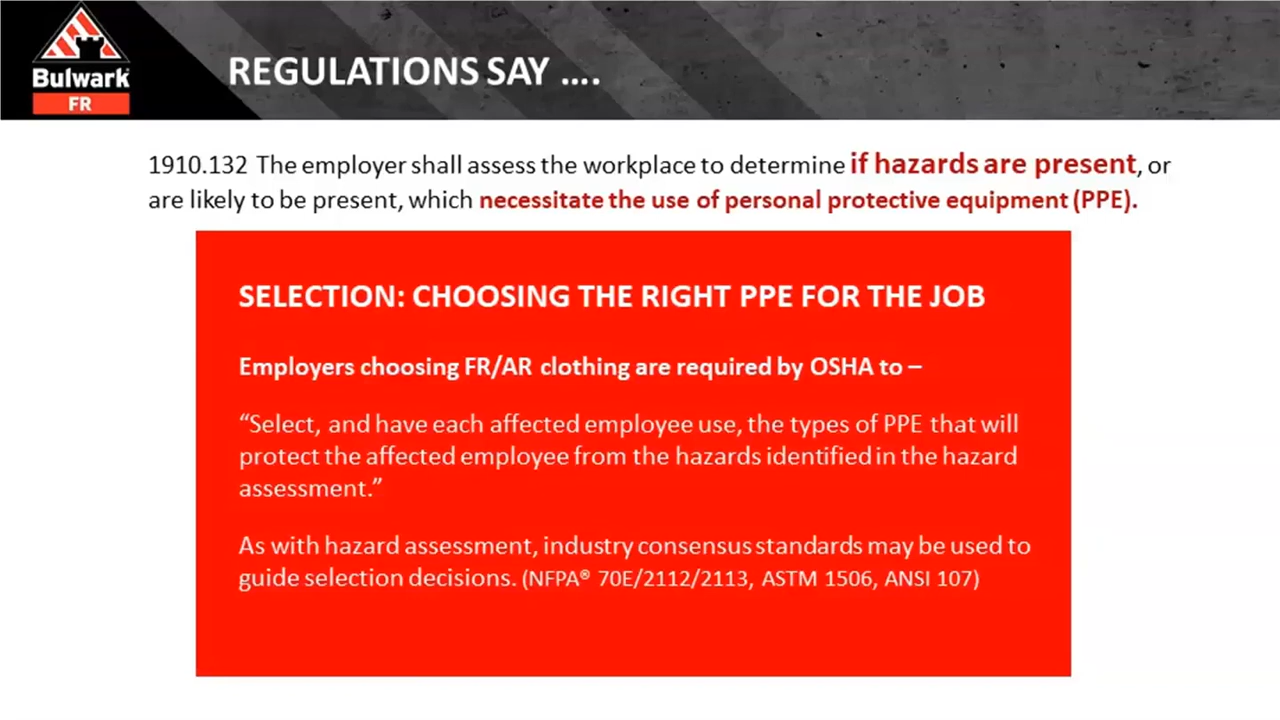 Bulwark
FR
REGULATIONS SAY ....
1910.132 The employer shall assess the workplace to determine if hazards are present, or
are likely to be present, which necessitate the use of personal protective equipment (PPE).
SELECTION: CHOOSING THE RIGHT PPE FOR THE JOB
Employers choosing FR/AR clothing are required by OSHA to –
“Select, and have each affected employee use, the types of PPE that will
protect the affected employee from the hazards identified in the hazard
assessment.”
As with hazard assessment, industry consensus standards may be used to
guide selection decisions. (NFPA® 70E/2112/2113, ASTM 1506, ANSI 107)